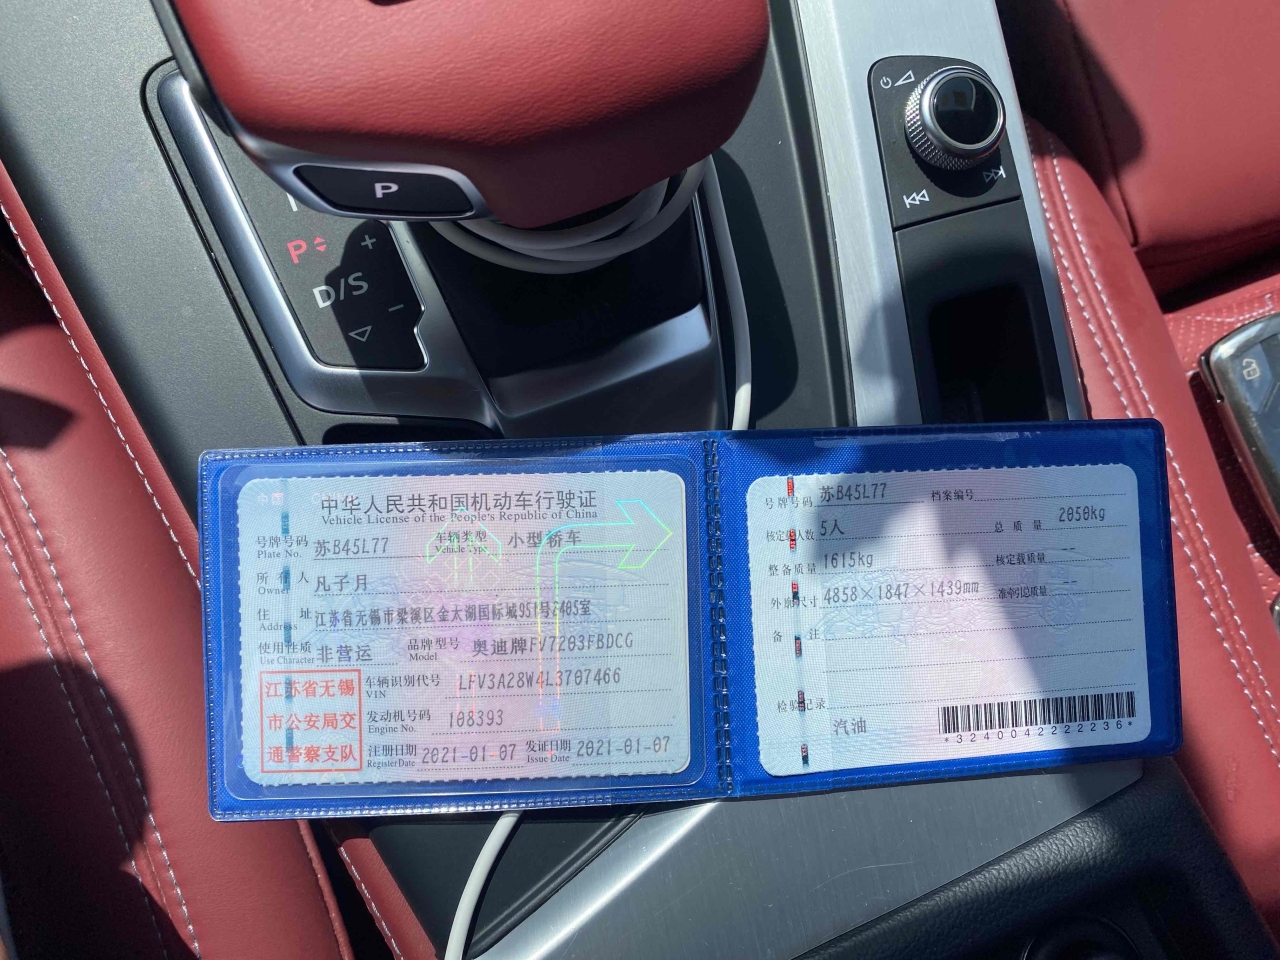 P
P
+
D/S
−
中华人民共和国机动车行驶证
Vehicle License of the People's Republic of China
号牌号码 苏B45L77 车辆类型 小型轿车
Plate No. Vehicle Type
所有人 凡子月
Owner
住址 江苏省无锡市梁溪区金太湖国际城951号2405室
Address
使用性质 非营运 品牌型号 奥迪牌FV7203FBDCG
Use Character Model
江苏省无锡
市公安局交
通警察支队
车辆识别代号 LFV3A28W4L3707466
VIN
发动机号码 108393
Engine No.
注册日期 2021-01-07 发证日期 2021-01-07
Register Date Issue Date
号牌号码 苏B45L77 档案编号
核定载人数 5人 总质量 2050kg
整备质量 1615kg 核定载质量 --
外廓尺寸 4858×1847×1439mm 准牵引总质量 --
备注
检验记录
汽油
*3240042222236*